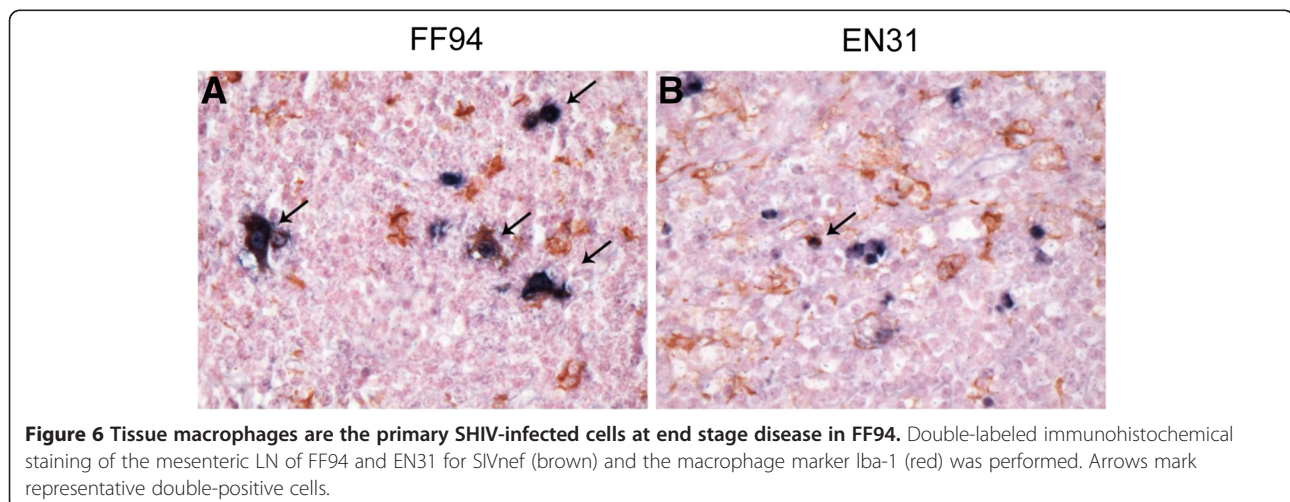 FF94
EN31
A
B
Figure 6 Tissue macrophages are the primary SHIV-infected cells at end stage disease in FF94. Double-labeled immunohistochemical
staining of the mesenteric LN of FF94 and EN31 for SIVnef (brown) and the macrophage marker Iba-1 (red) was performed. Arrows mark
representative double-positive cells.